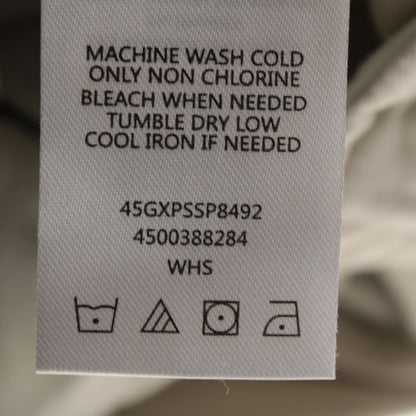 MACHINE WASH COLD
ONLY NON CHLORINE
BLEACH WHEN NEEDED
TUMBLE DRY LOW
COOL IRON IF NEEDED
45GXPSSP8492
4500388284
WHS